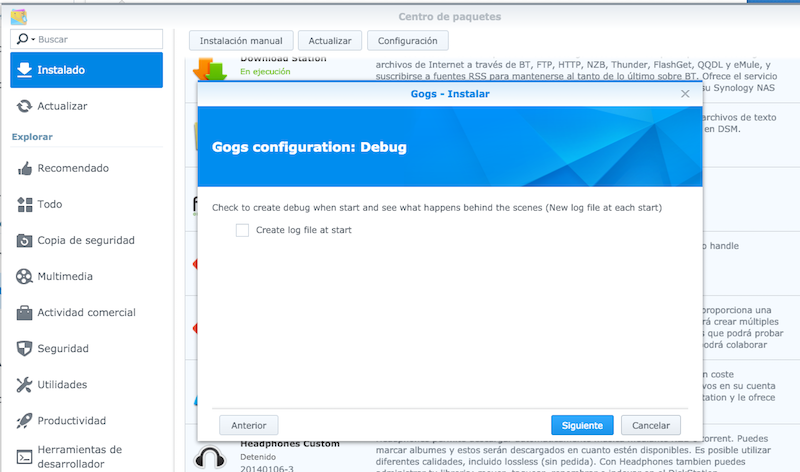 Centro de paquetes
Buscar
Instalación manual
Actualizar
Configuración
Instalado
Actualizar
Explorar
Recomendado
Todo
Copia de seguridad
Multimedia
Actividad comercial
Seguridad
Utilidades
Productividad
Herramientas de
desarrollador
Download Station
En ejecución
archivos de Internet a través de BT, FTP, HTTP, NZB, Thunder, FlashGet, QQDL y eMule, y
suscribirse a fuentes RSS para mantenerse al tanto de lo último sobre BT. Ofrece el servicio
su Synology NAS
Gogs - Instalar
Gogs configuration: Debug
Check to create debug when start and see what happens behind the scenes (New log file at each start)
Create log file at start
Anterior
Siguiente
Cancelar
archivos de texto
en DSM.
o handle
proporciona una
rá crear múltiples
s que podrá probar
podrá colaborar
n coste
vos en su cuenta
tation y le ofrece
Headphones Custom
Detenido
20140106-3
torrent. Puedes
marcar albumes y estos serán descargados en cuanto estén disponibles. Es posible utilizar
diferentes calidades, incluido lossless (sin pedida). Con Headphones tambien puedes